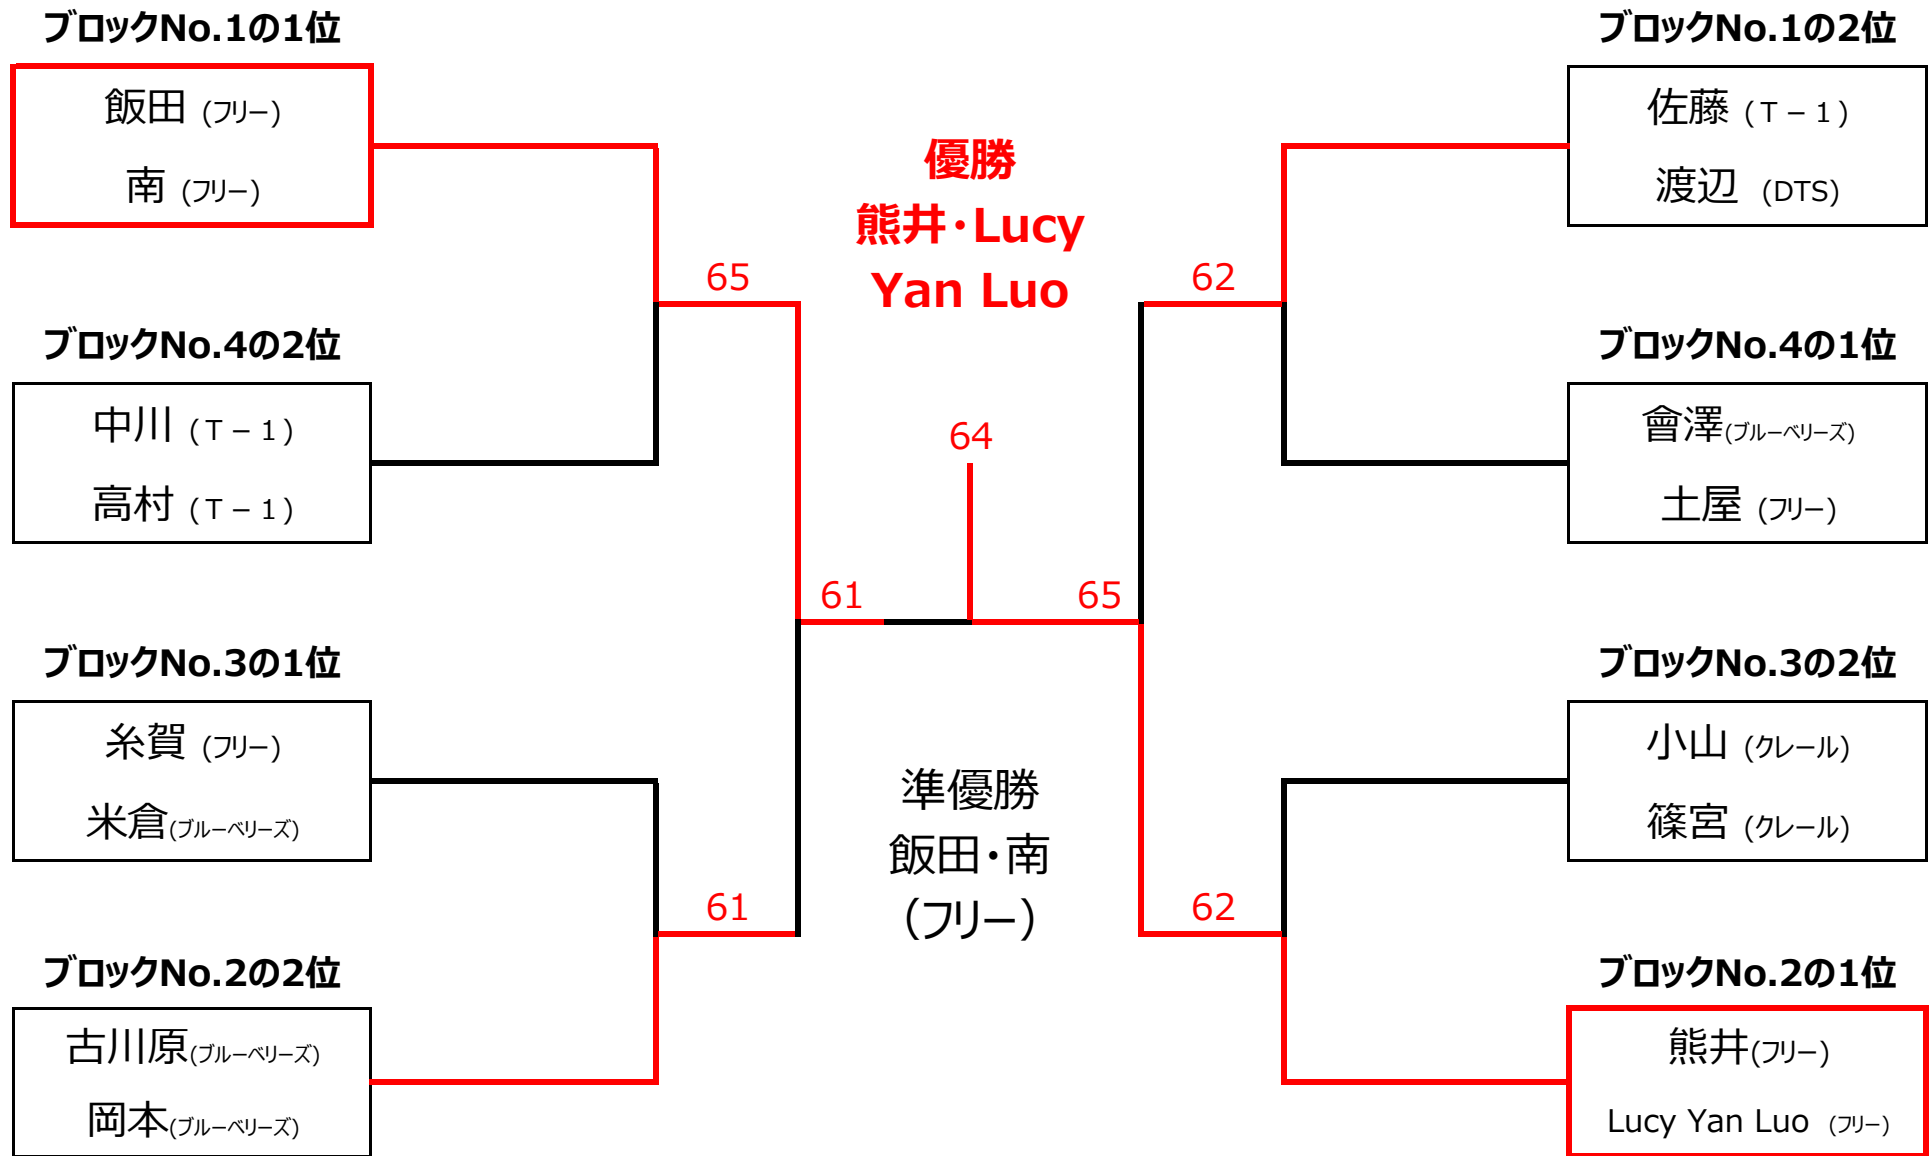 ブロックNo.1の1位
飯田 (フリー)
南 (フリー)
ブロックNo.4の2位
中川 (T－1)
高村 (T－1)
ブロックNo.3の1位
糸賀 (フリー)
米倉(ブルーベリーズ)
ブロックNo.2の2位
古川原(ブルーベリーズ)
岡本(ブルーベリーズ)
65
61
61
優勝
熊井・Lucy
Yan Luo
64
準優勝
飯田・南
(フリー)
62
65
62
ブロックNo.1の2位
佐藤 (T－1)
渡辺 (DTS)
ブロックNo.4の1位
會澤(ブルーベリーズ)
土屋 (フリー)
ブロックNo.3の2位
小山 (クレール)
篠宮 (クレール)
ブロックNo.2の1位
熊井(フリー)
Lucy Yan Luo (フリー)